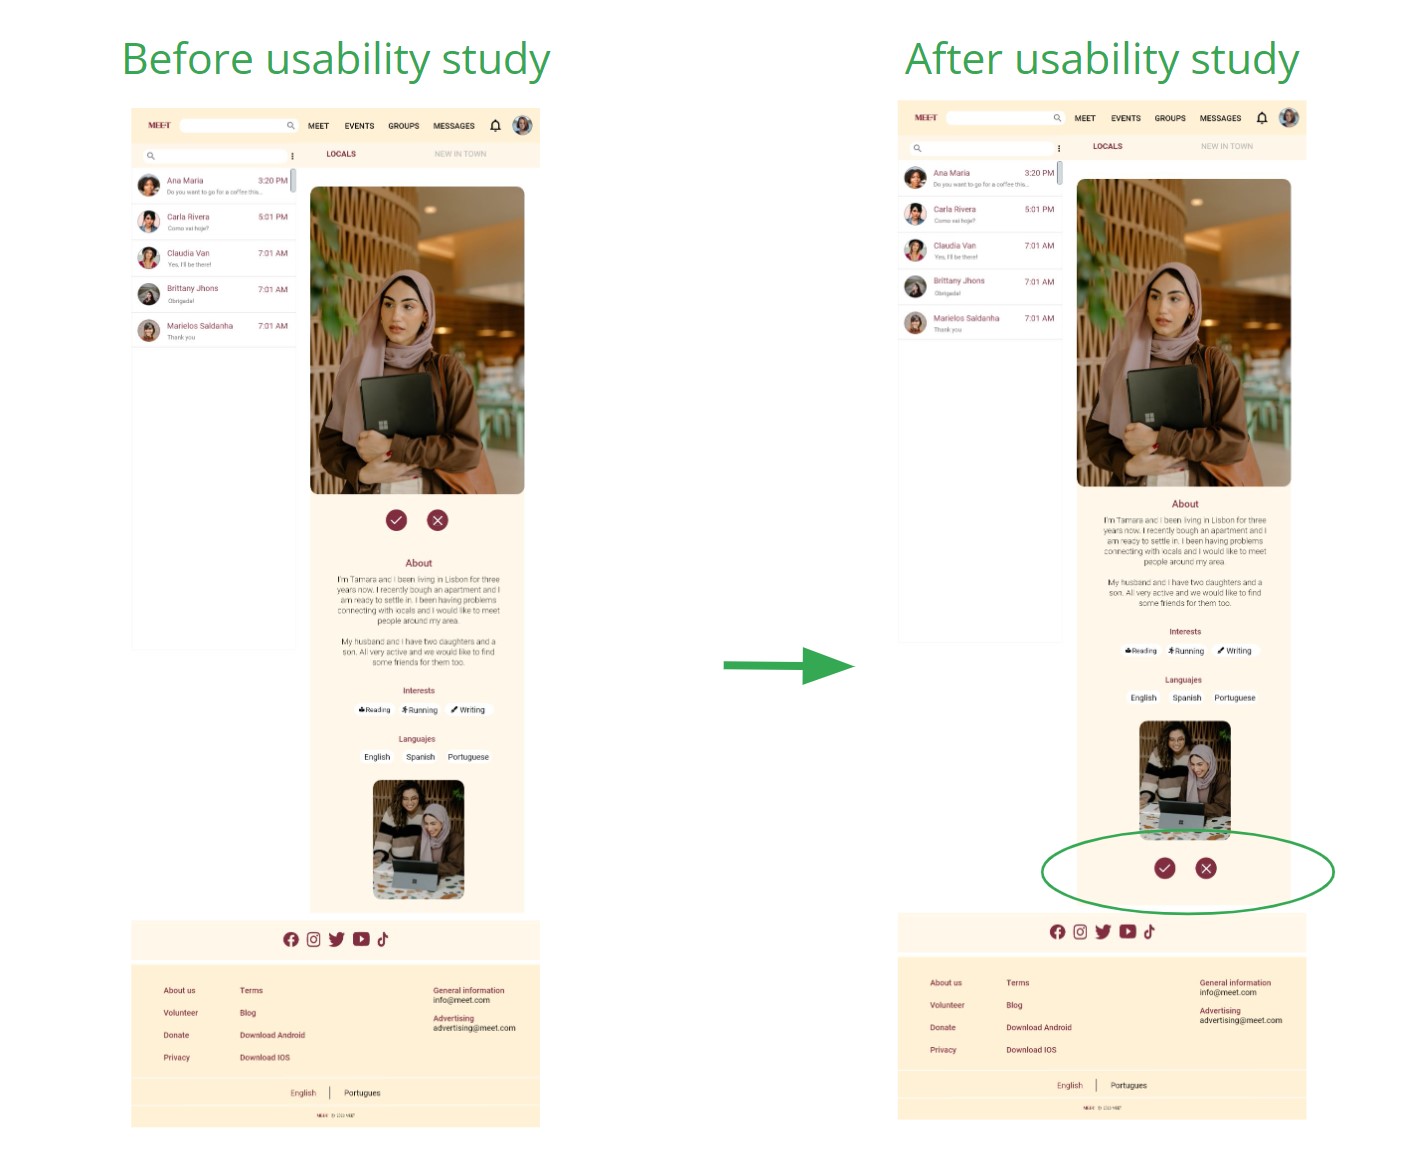 Before usability study
After usability study
MEET
MEET EVENTS GROUPS MESSAGES
LOCALS NEW IN TOWN
Ana Maria 3:20 PM
Do you want to go for a coffee this...
Carla Rivera 5:01 PM
Como vai hoje?
Claudia Van 7:01 AM
Yes, I'll be there!
Brittany Jhons 7:01 AM
Obrigada!
Marielos Saldanha 7:01 AM
Thank you
About
I'm Tamara and I been living in Lisbon for three
years now. I recently bough an apartment and I
am ready to settle in. I been having problems
connecting with locals and I would like to meet
people around my area.
My husband and I have two daughters and a
son. All very active and we would like to find
some friends for them too.
Interests
Reading Running Writing
Languajes
English Spanish Portuguese
About us Terms General information
info@meet.com
Volunteer Blog Advertising
advertising@meet.com
Donate Download Android
Privacy Download IOS
English | Portugues
MEET © 2023 MEET
MEET
MEET EVENTS GROUPS MESSAGES
LOCALS NEW IN TOWN
Ana Maria 3:20 PM
Do you want to go for a coffee this...
Carla Rivera 5:01 PM
Como vai hoje?
Claudia Van 7:01 AM
Yes, I'll be there!
Brittany Jhons 7:01 AM
Obrigada!
Marielos Saldanha 7:01 AM
Thank you
About
I'm Tamara and I been living in Lisbon for three
years now. I recently bough an apartment and I
am ready to settle in. I been having problems
connecting with locals and I would like to meet
people around my area.
My husband and I have two daughters and a
son. All very active and we would like to find
some friends for them too.
Interests
Reading Running Writing
Languajes
English Spanish Portuguese
About us Terms General information
info@meet.com
Volunteer Blog Advertising
advertising@meet.com
Donate Download Android
Privacy Download IOS
English | Portugues
MEET